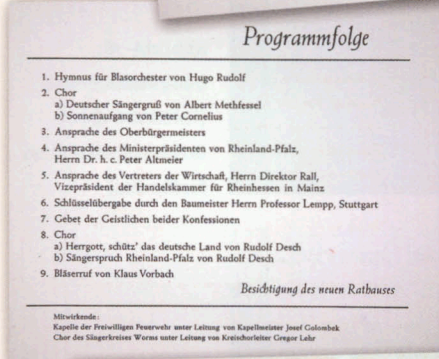 Programmfolge
1. Hymnus für Blasorchester von Hugo Rudolf
2. Chor
a) Deutscher Sängergruß von Albert Methfessel
b) Sonnenaufgang von Peter Cornelius
3. Ansprache des Oberbürgermeisters
4. Ansprache des Ministerpräsidenten von Rheinland-Pfalz,
Herrn Dr. h. c. Peter Altmeier
5. Ansprache des Vertreters der Wirtschaft, Herrn Direktor Rall,
Vizepräsident der Handelskammer für Rheinhessen in Mainz
6. Schlüsselübergabe durch den Baumeister Herrn Professor Lempp, Stuttgart
7. Gebet der Geistlichen beider Konfessionen
8. Chor
a) Herrgott, schütz' das deutsche Land von Rudolf Desch
b) Sängerspruch Rheinland-Pfalz von Rudolf Desch
9. Bläserruf von Klaus Vorbach
Besichtigung des neuen Rathauses
Mitwirkende:
Kapelle der Freiwilligen Feuerwehr unter Leitung von Kapellmeister Josef Golombek
Chor des Sängerkreises Worms unter Leitung von Kreischorleiter Gregor Lehr